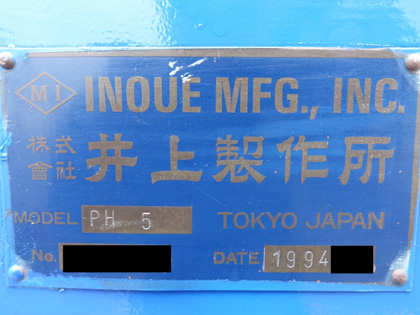 MI INOUE MFG., INC.
株式會社 井上製作所
MODEL PH 5 TOKYO JAPAN
No. DATE 1994